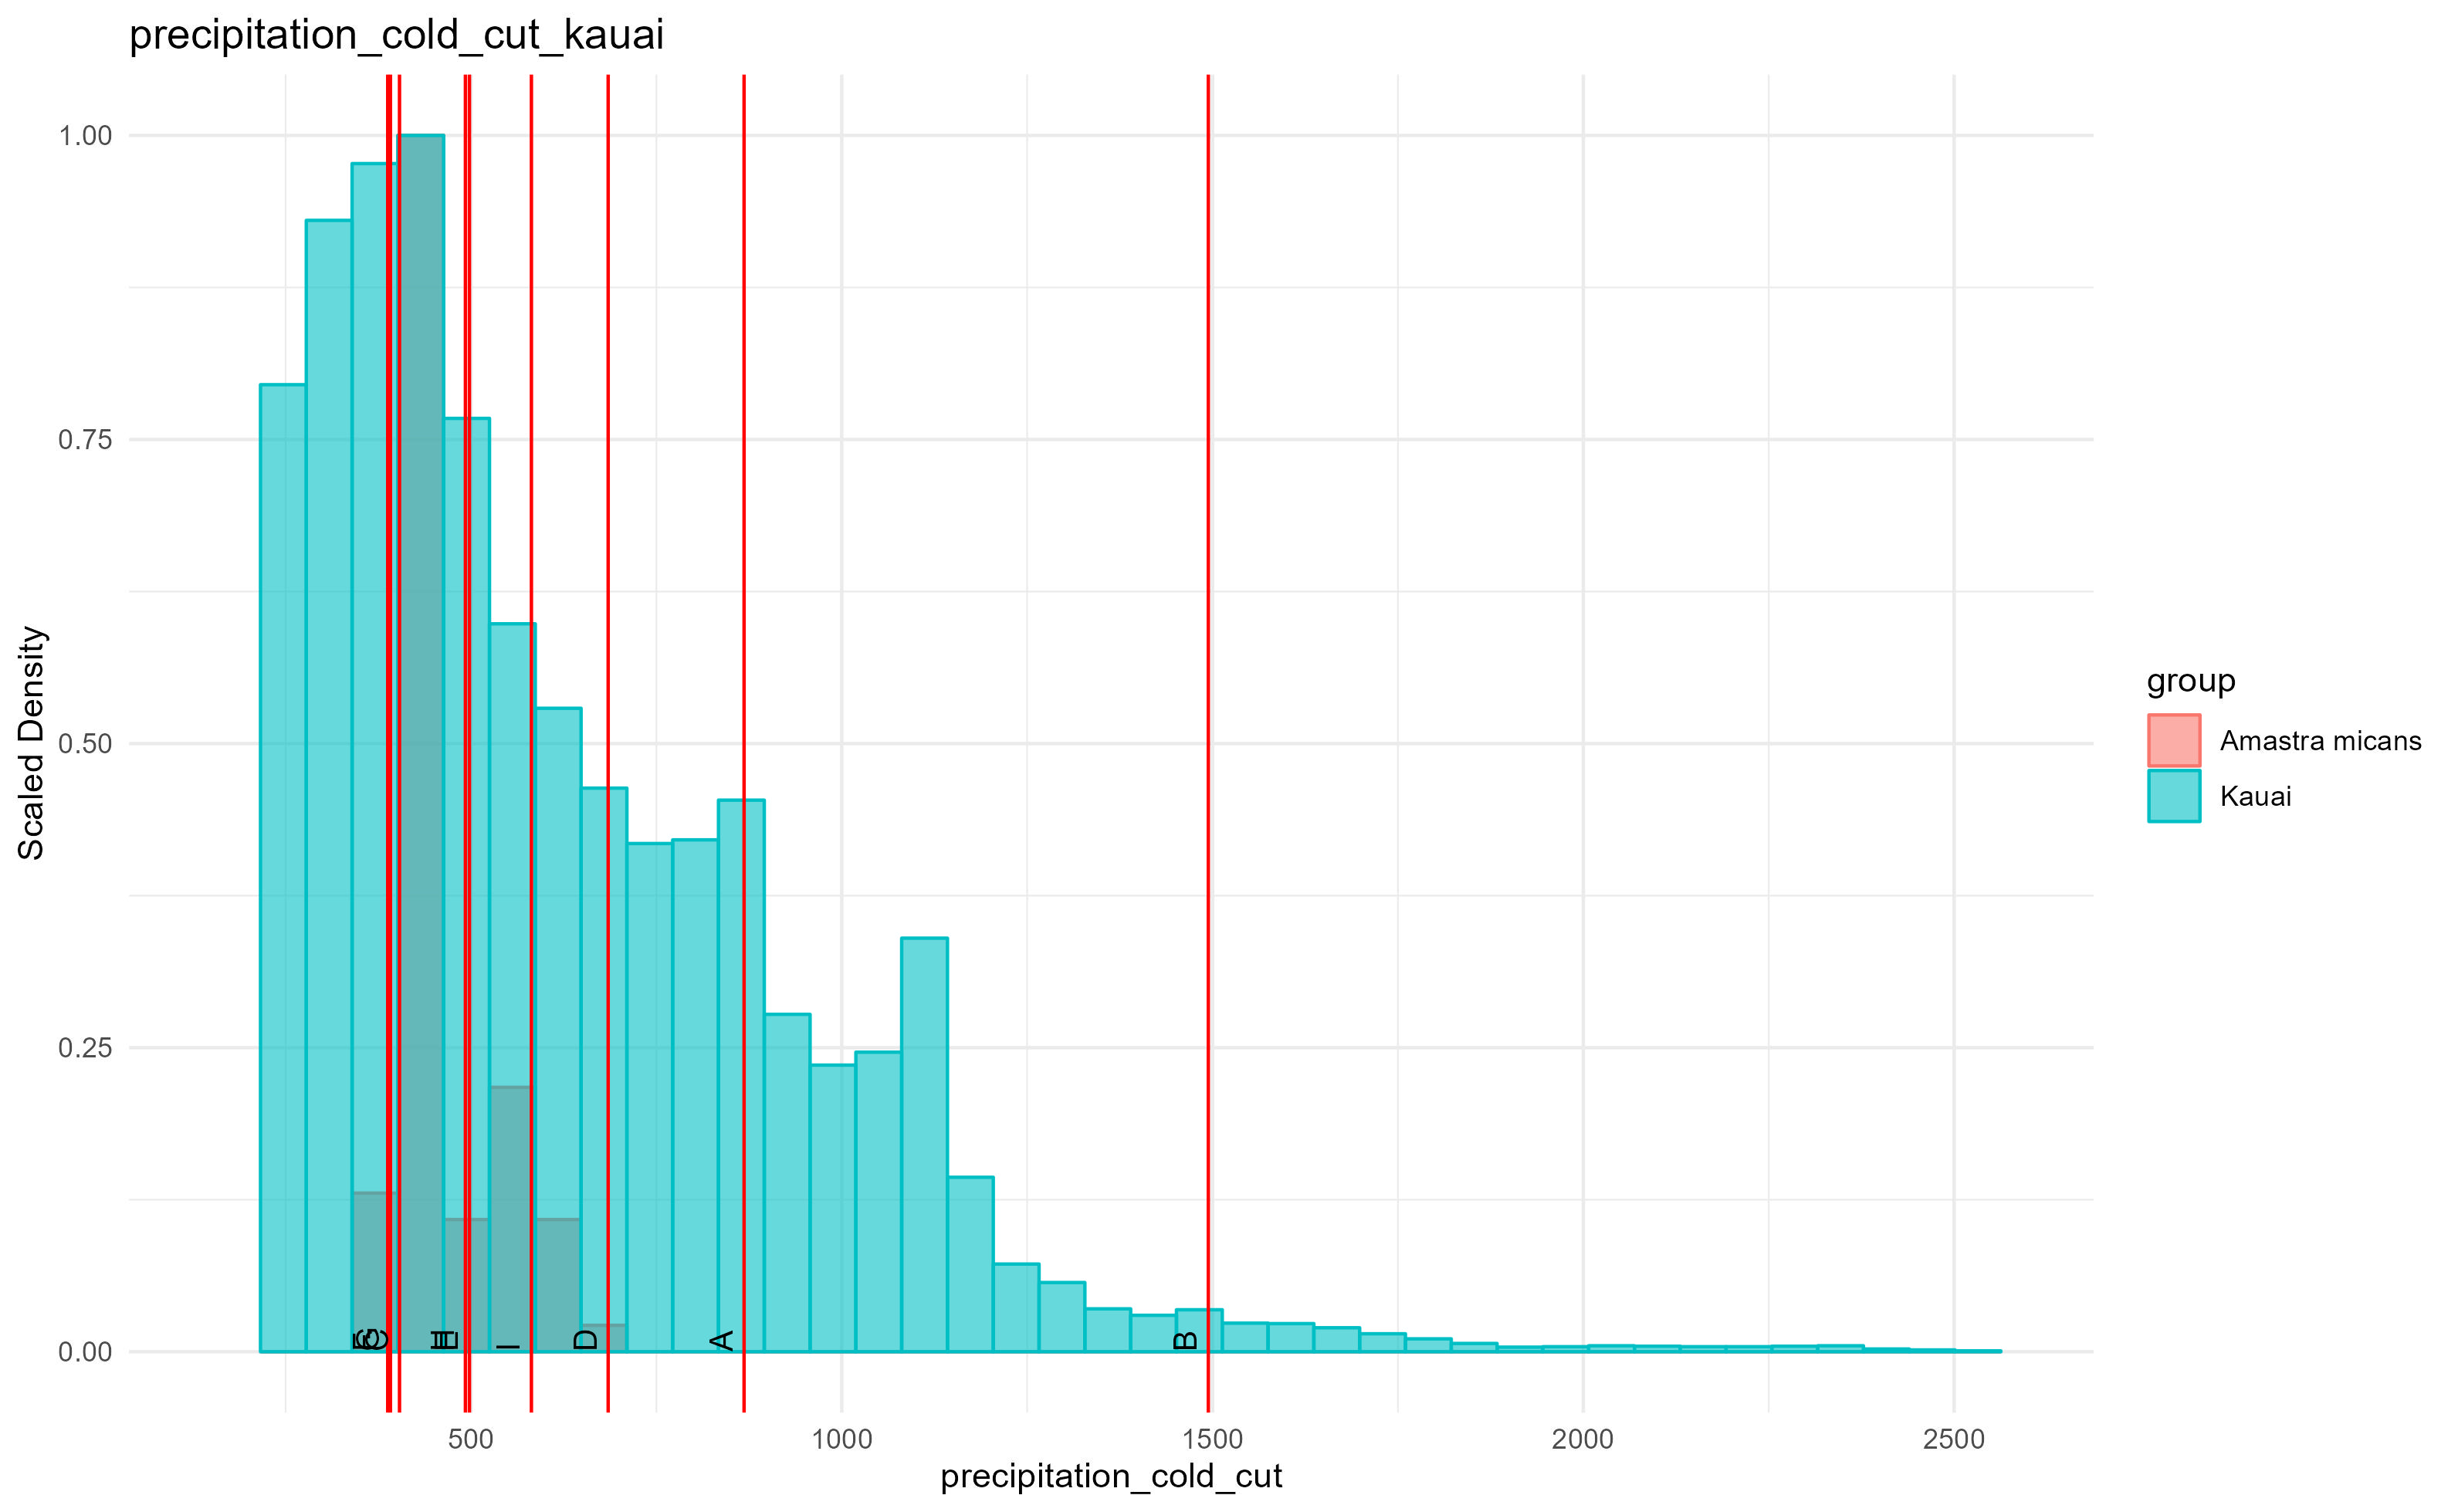 precipitation_cold_cut_kauai
Scaled Density
1.00
0.75
0.50
0.25
0.00
I
D
A
B
500
1000
1500
2000
2500
precipitation_cold_cut
group
Amastra micans
Kauai